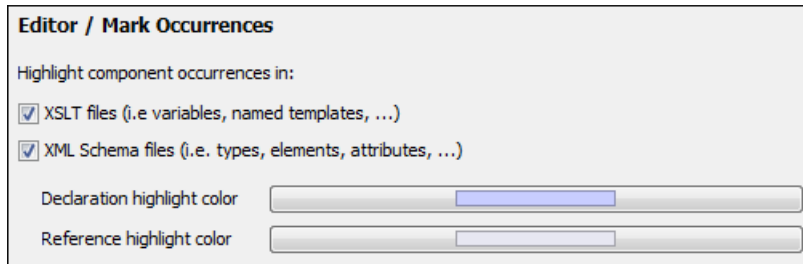 Editor / Mark Occurrences
Highlight component occurrences in:
XSLT files (i.e variables, named templates, ...)
XML Schema files (i.e. types, elements, attributes, ...)
Declaration highlight color
Reference highlight color